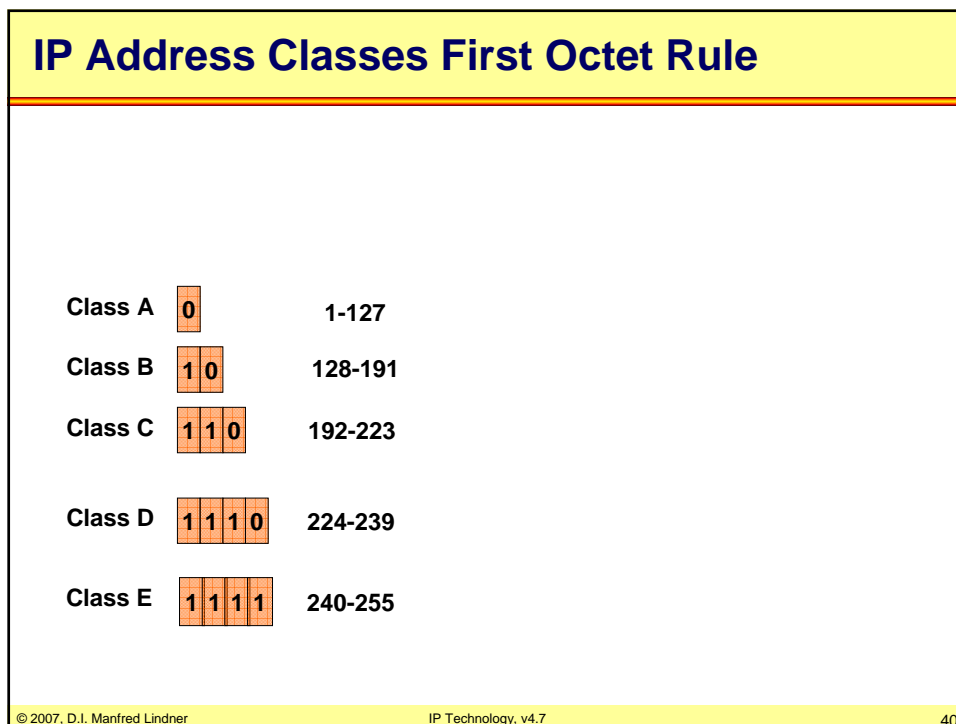 IP Address Classes First Octet Rule
Class A 0 1-127
Class B 1 0 128-191
Class C 1 1 0 192-223
Class D 1 1 1 0 224-239
Class E 1 1 1 1 240-255
© 2007, D.I. Manfred Lindner IP Technology, v4.7 40